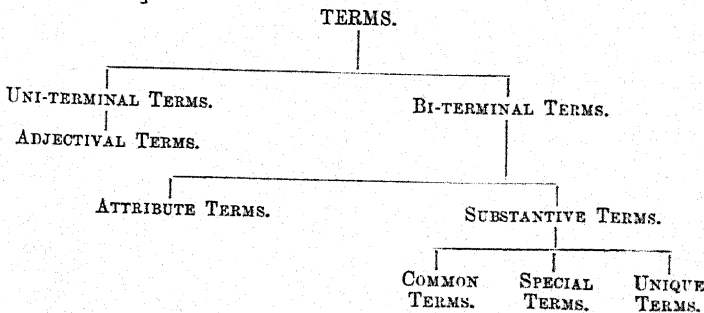 TERMS.
UNI-TERMINAL TERMS.
BI-TERMINAL TERMS.
ADJECTIVAL TERMS.
ATTRIBUTE TERMS.
SUBSTANTIVE TERMS.
COMMON TERMS.
SPECIAL TERMS.
UNIQUE TERMS.